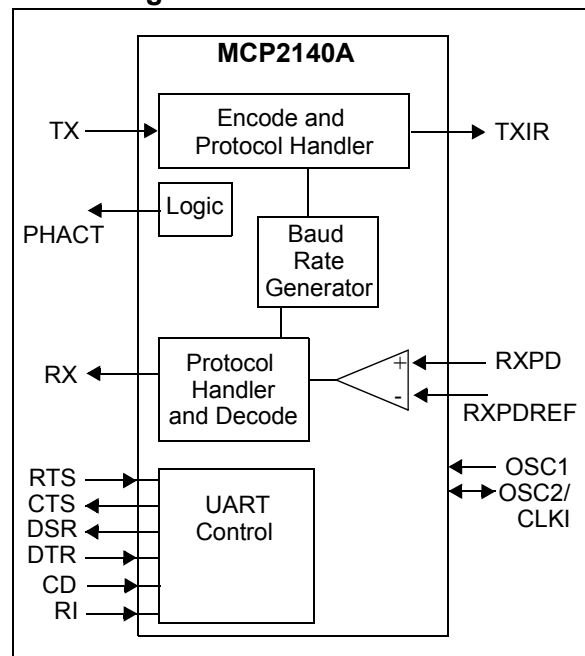 MCP2140A
TX
Encode and
Protocol Handler
TXIR
Logic
PHACT
Baud
Rate
Generator
RX
Protocol
Handler
and Decode
+
-
RXPD
RXPDREF
RTS
CTS
DSR
DTR
CD
RI
UART
Control
OSC1
OSC2/
CLKI